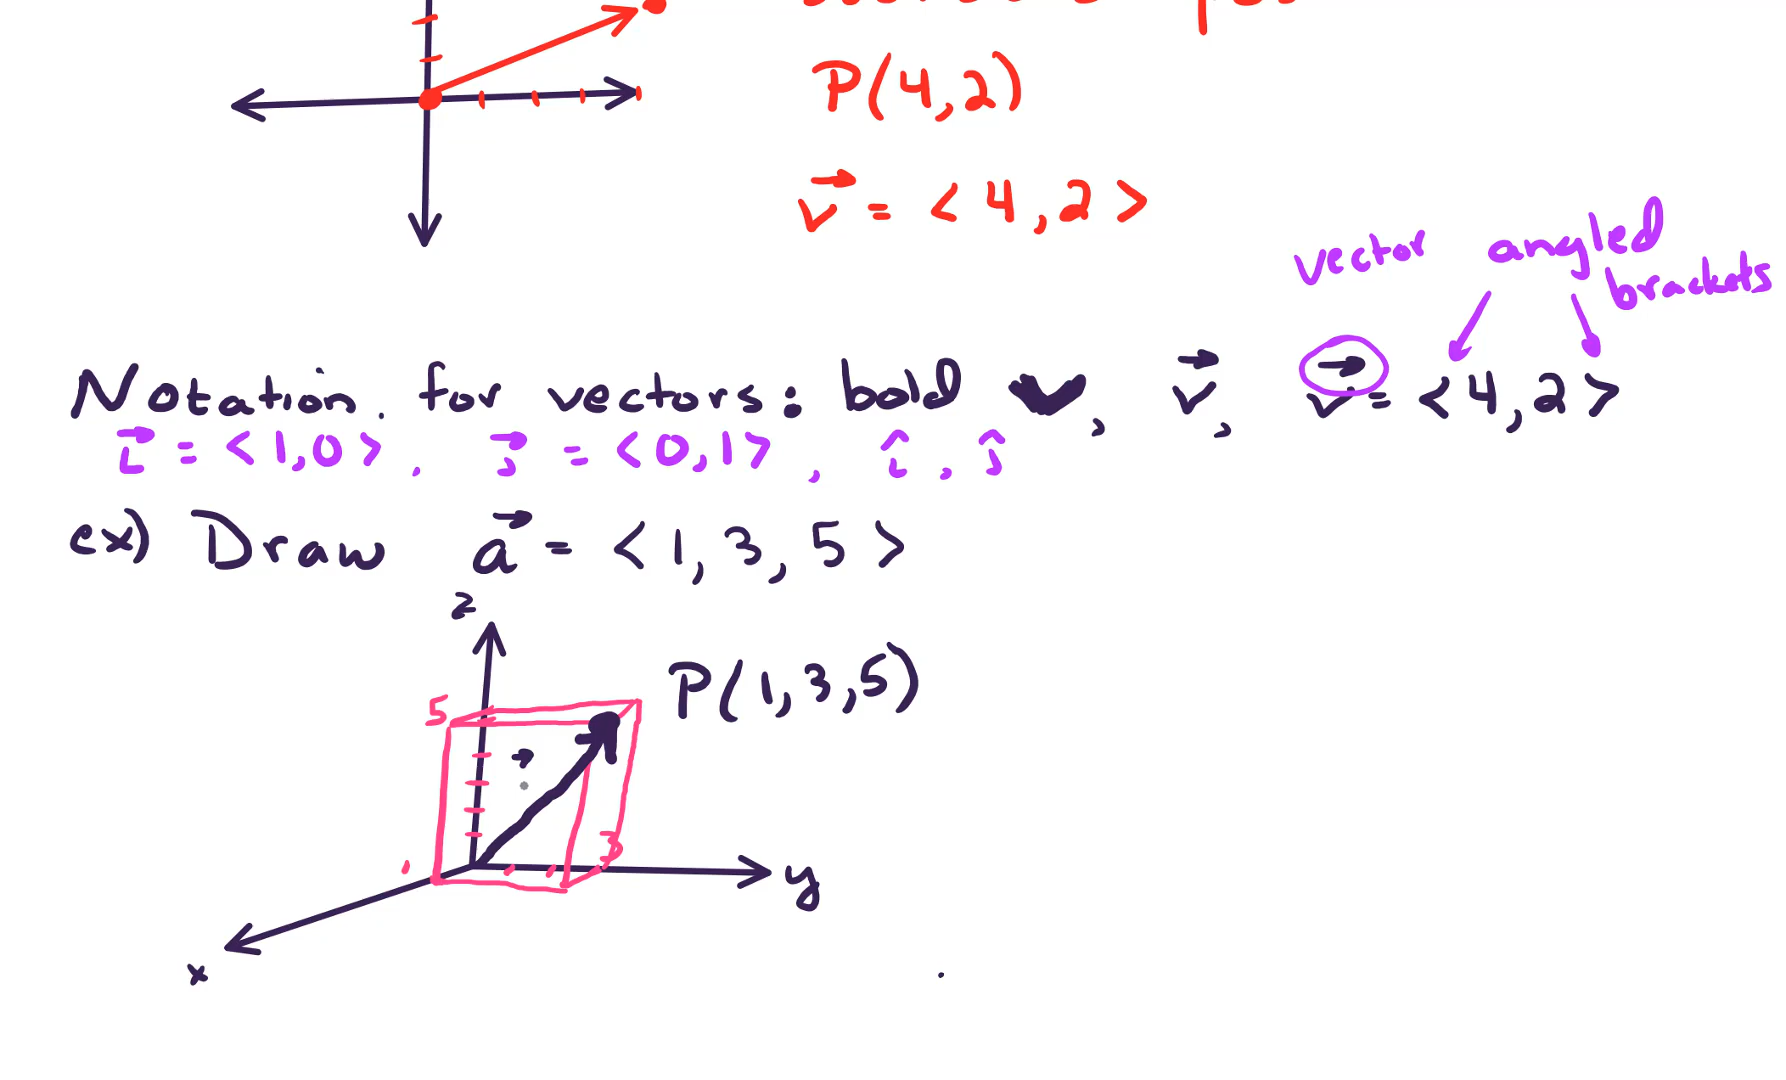 P(4,2)
v⃗ = <4,2>
vector angled brackets
Notation for vectors: bold v, v⃗, v⃗ = <4,2>
i⃗ = <1,0>, j⃗ = <0,1>, î, ĵ
ex) Draw a⃗ = <1,3,5>
z
P(1,3,5)
5
1
3
y
x